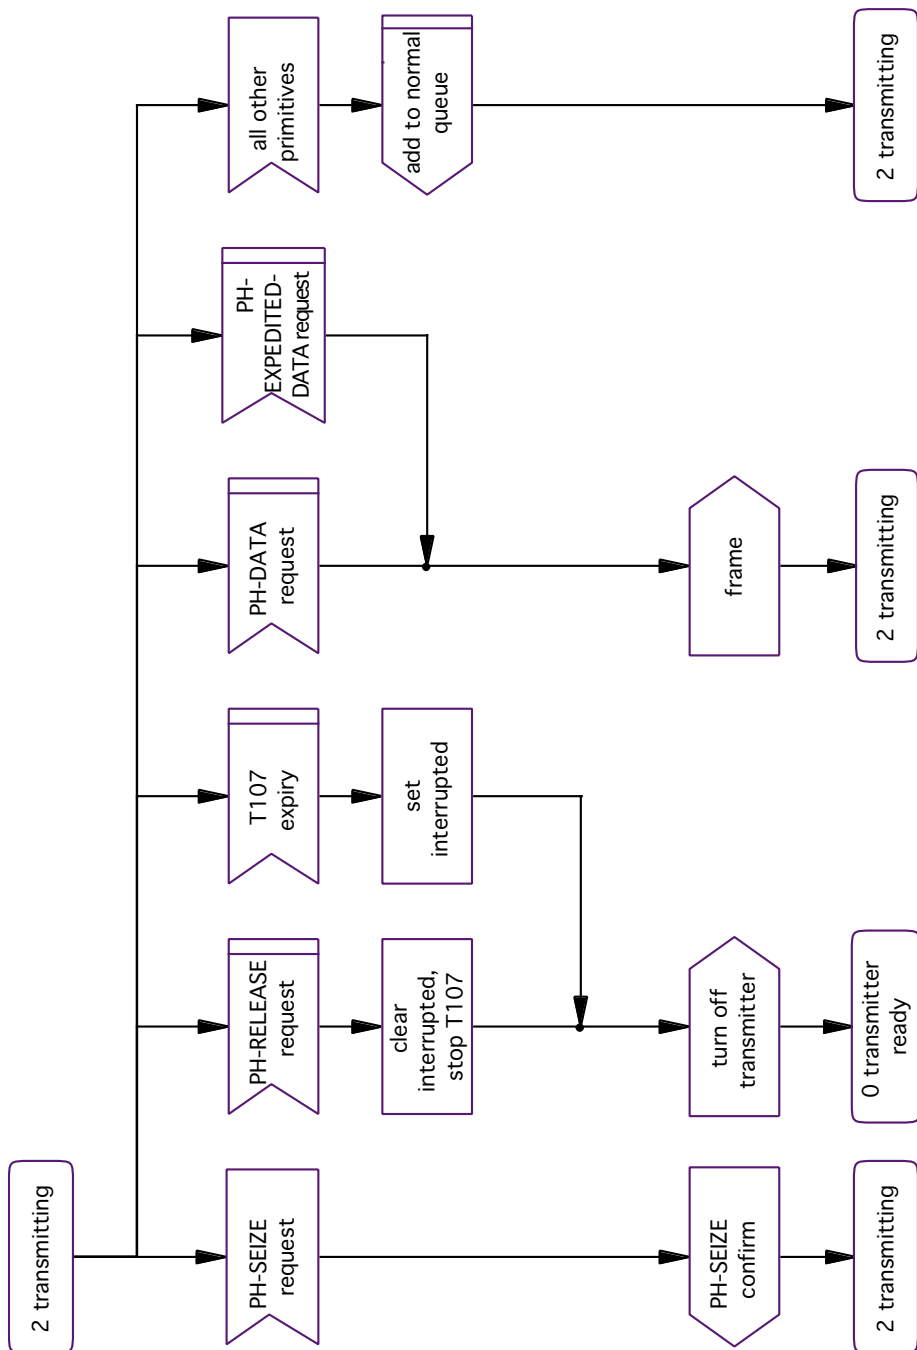 2 transmitting
PH-SEIZE
request
PH-SEIZE
confirm
2 transmitting
PH-RELEASE
request
clear
interrupted,
stop T107
turn off
transmitter
0 transmitter
ready
T107
expiry
set
interrupted
PH-DATA
request
frame
2 transmitting
PH-
EXPEDITED-
DATA request
all other
primitives
add to normal
queue
2 transmitting